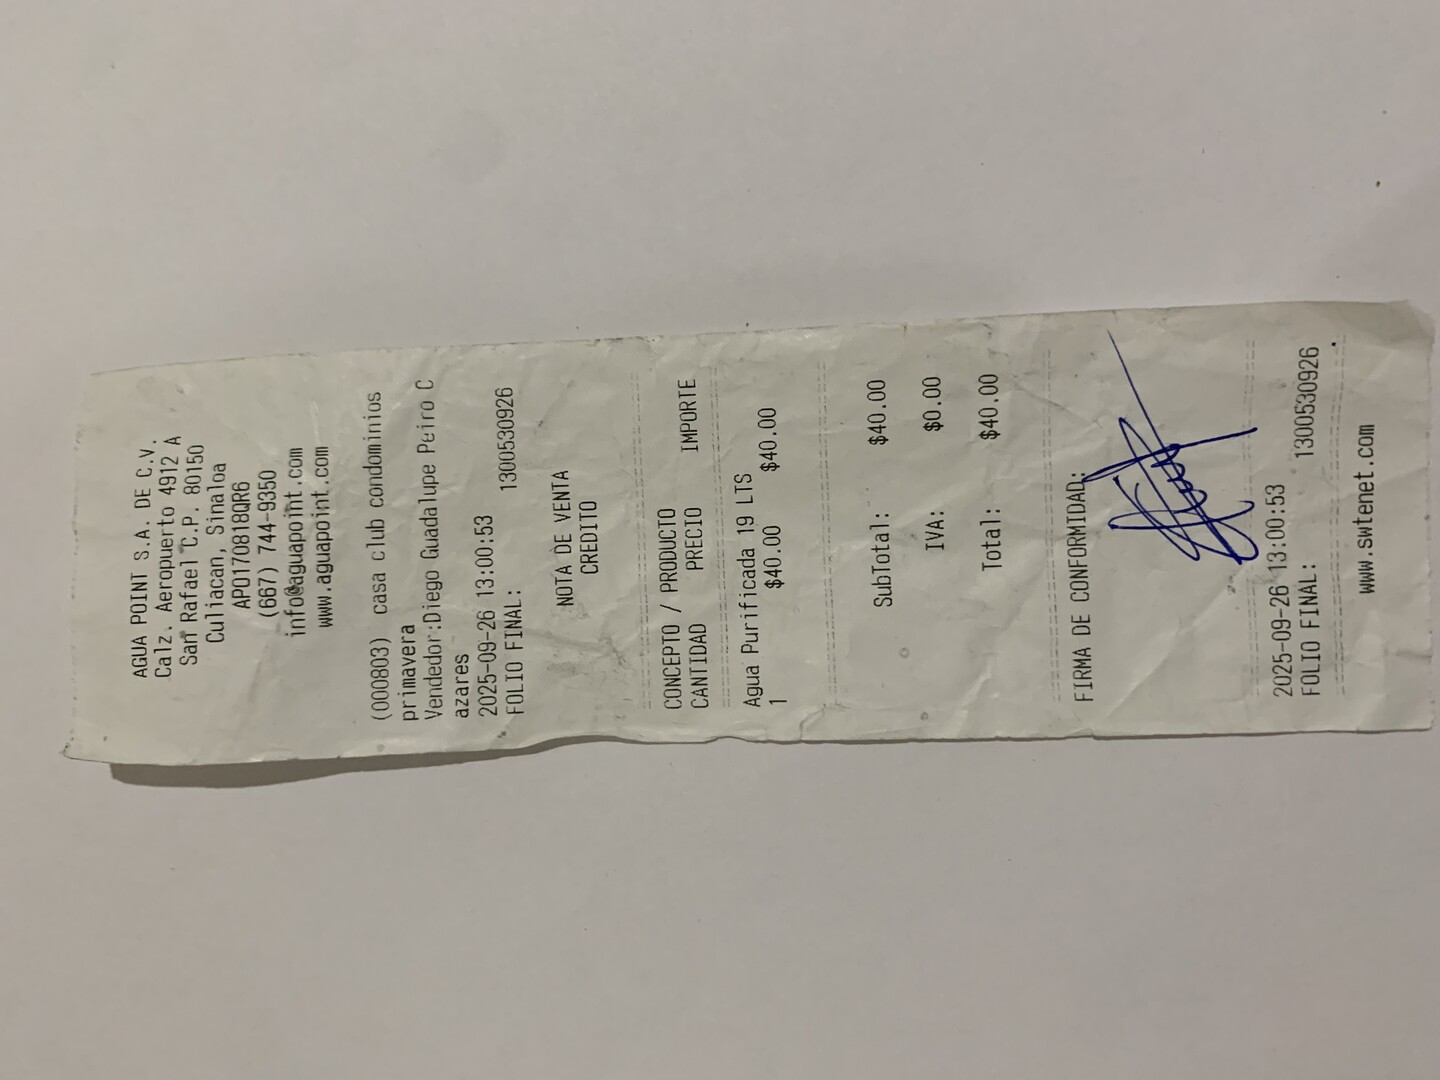 AGUA POINT S.A. DE C.V.
Calz. Aeropuerto 4912 A
San Rafael C.P. 80150
Culiacan, Sinaloa
APO170818QR6
(667) 744-9350
info@aguapoint.com
www.aguapoint.com
(000803) casa club condominios
primavera
Vendedor:Diego Guadalupe Peiro C
azares
2025-09-26 13:00:53
FOLIO FINAL: 1300530926
NOTA DE VENTA
CREDITO
CONCEPTO / PRODUCTO
CANTIDAD PRECIO IMPORTE
Agua Purificada 19 LTS
1 $40.00 $40.00
SubTotal: $40.00
IVA: $0.00
Total: $40.00
FIRMA DE CONFORMIDAD:
2025-09-26 13:00:53
FOLIO FINAL: 1300530926
www.swtenet.com